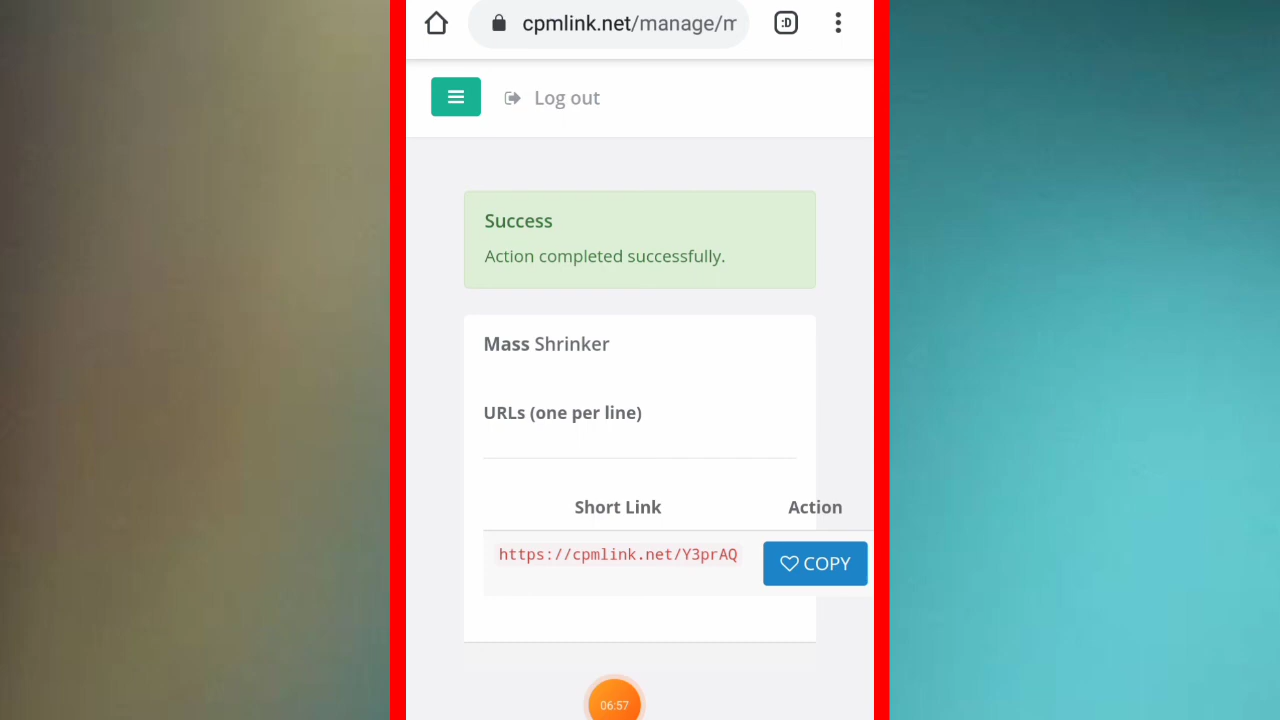 cpmlink.net/manage/m
:D
Log out
Success
Action completed successfully.
Mass Shrinker
URLs (one per line)
Short Link Action
https://cpmlink.net/Y3prAQ COPY
06:57